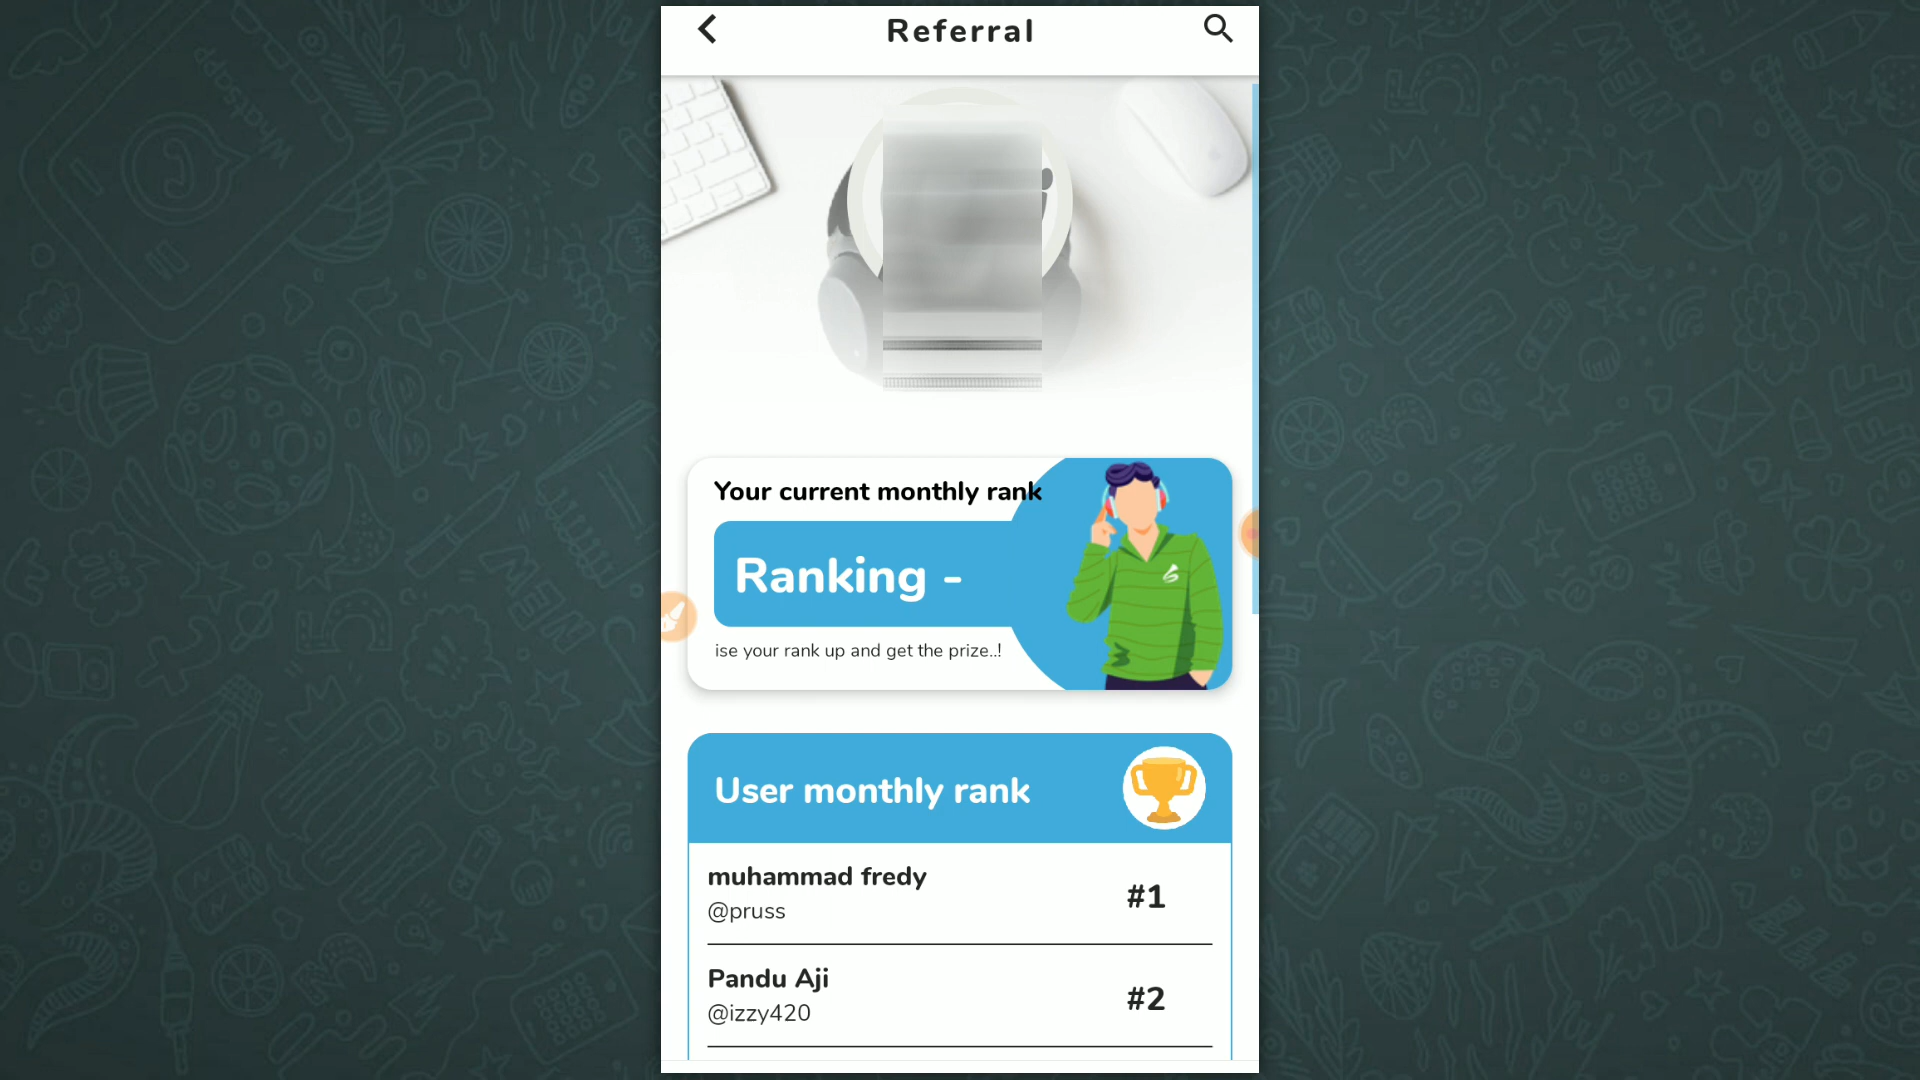 Referral
Your current monthly rank
Ranking -
ise your rank up and get the prize..!
User monthly rank
muhammad fredy
@pruss
#1
Pandu Aji
@izzy420
#2